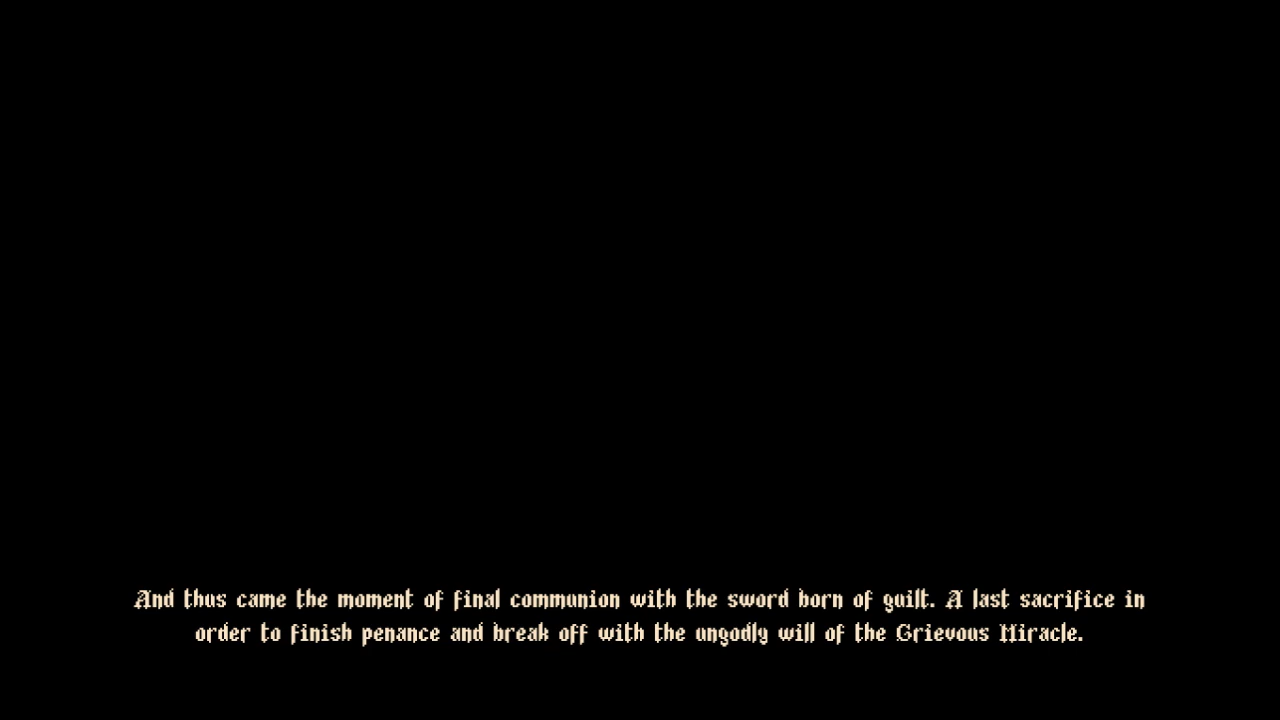 And thus came the moment of final communion with the sword born of guilt. A last sacrifice in
order to finish penance and break off with the ungodly will of the Grievous Miracle.